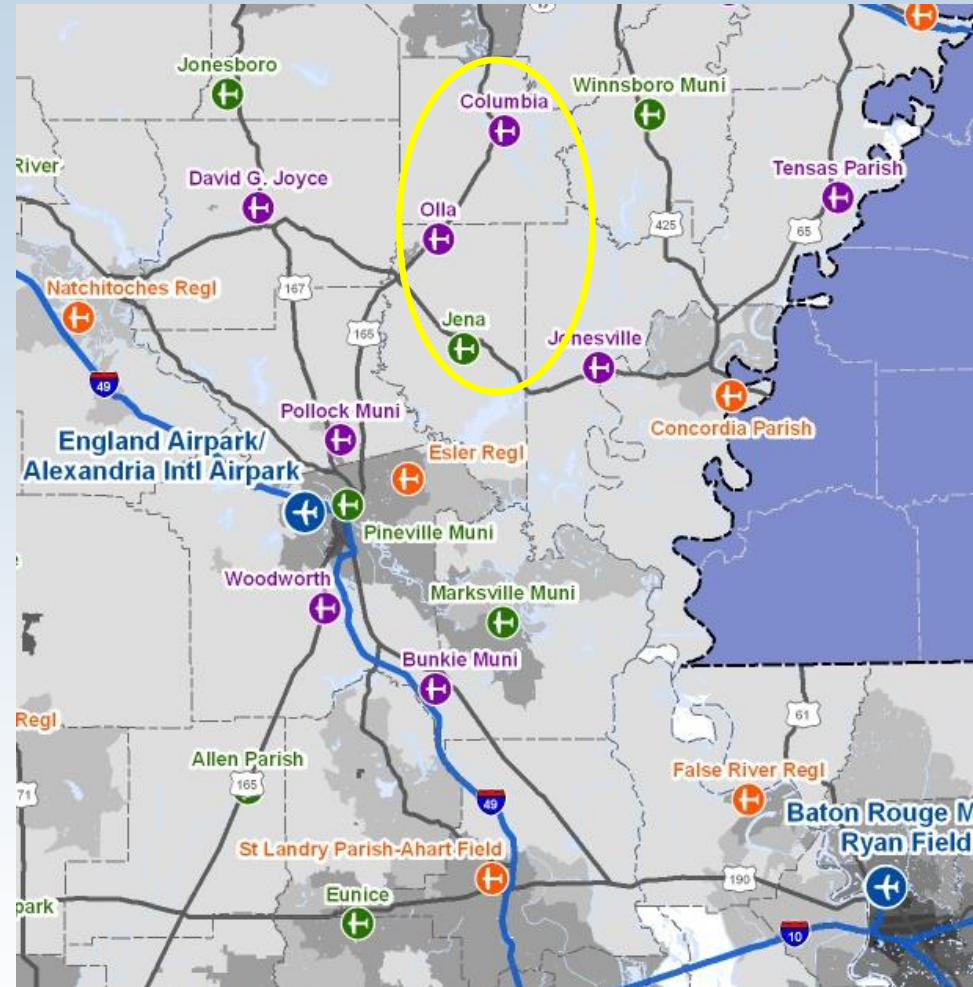 Jonesboro
Columbia
Winnsboro Muni
River
David G. Joyce
Tensas Parish
Olla
425
65
Natchitoches Regl
167
165
Jena
Jonesville
49
Pollock Muni
Concordia Parish
England Airpark/
Alexandria Intl Airpark
Esler Regl
Pineville Muni
Woodworth
Marksville Muni
Bunkie Muni
Regl
61
Allen Parish
False River Regl
71
165
49
Baton Rouge M
Ryan Field
St Landry Parish-Ahart Field
190
Eunice
park
10